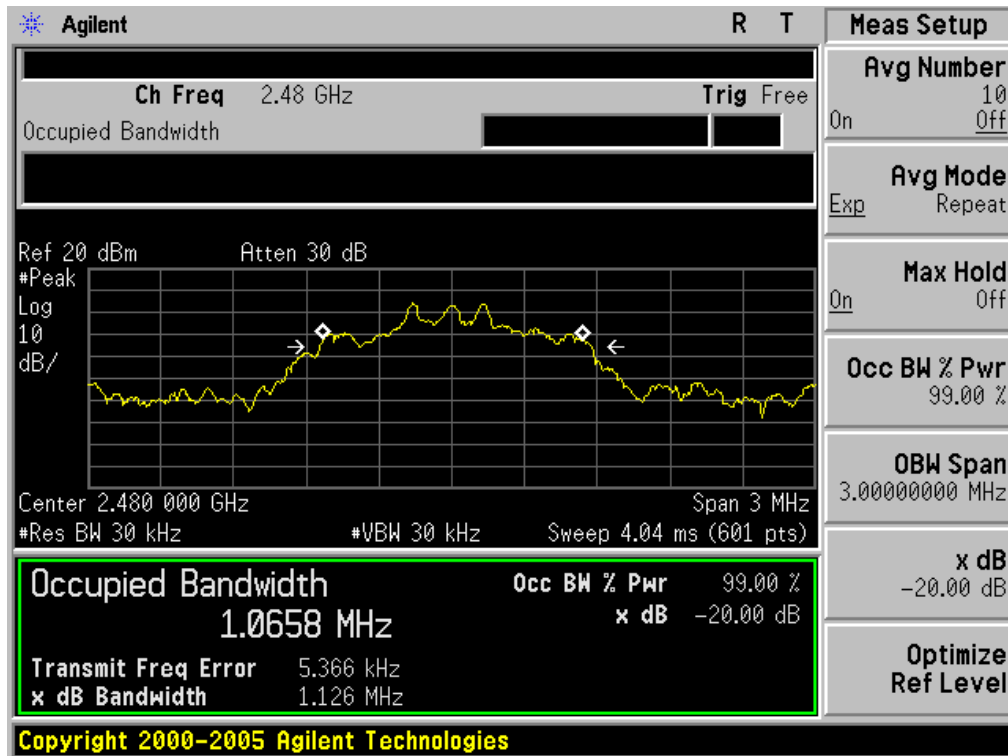 Agilent R T
Ch Freq 2.48 GHz Trig Free
Occupied Bandwidth
Ref 20 dBm Atten 30 dB
#Peak
Log
10
dB/
Center 2.480 000 GHz Span 3 MHz
#Res BW 30 kHz #VBW 30 kHz Sweep 4.04 ms (601 pts)
Occupied Bandwidth
1.0658 MHz
Occ BW % Pwr 99.00 %
x dB -20.00 dB
Transmit Freq Error 5.366 kHz
x dB Bandwidth 1.126 MHz
Copyright 2000-2005 Agilent Technologies
Meas Setup
Avg Number
10
On Off
Avg Mode
Exp Repeat
Max Hold
On Off
Occ BW % Pwr
99.00 %
OBW Span
3.00000000 MHz
x dB
-20.00 dB
Optimize
Ref Level